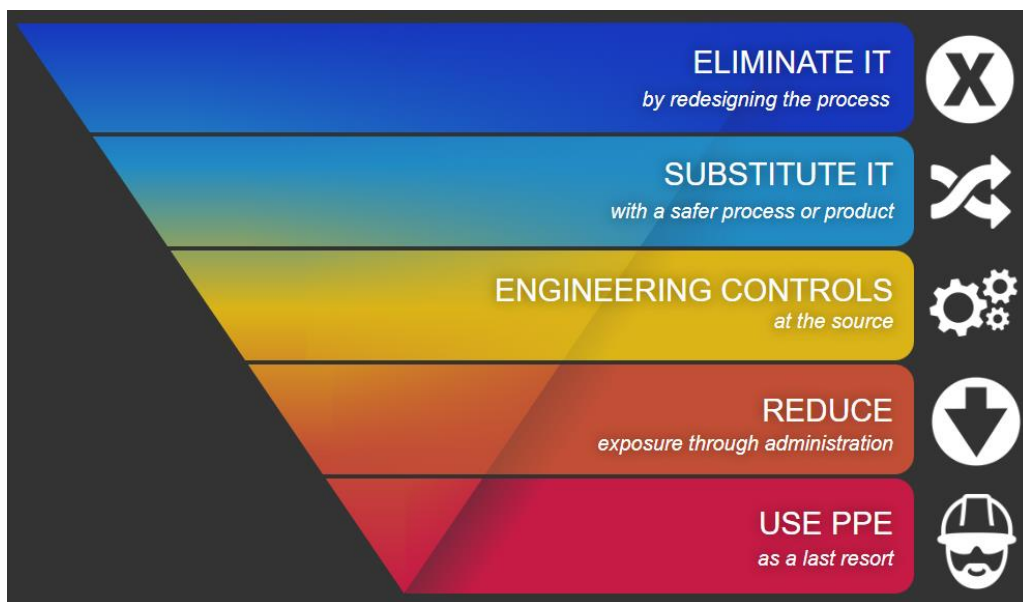 ELIMINATE IT
by redesigning the process
SUBSTITUTE IT
with a safer process or product
ENGINEERING CONTROLS
at the source
REDUCE
exposure through administration
USE PPE
as a last resort
X